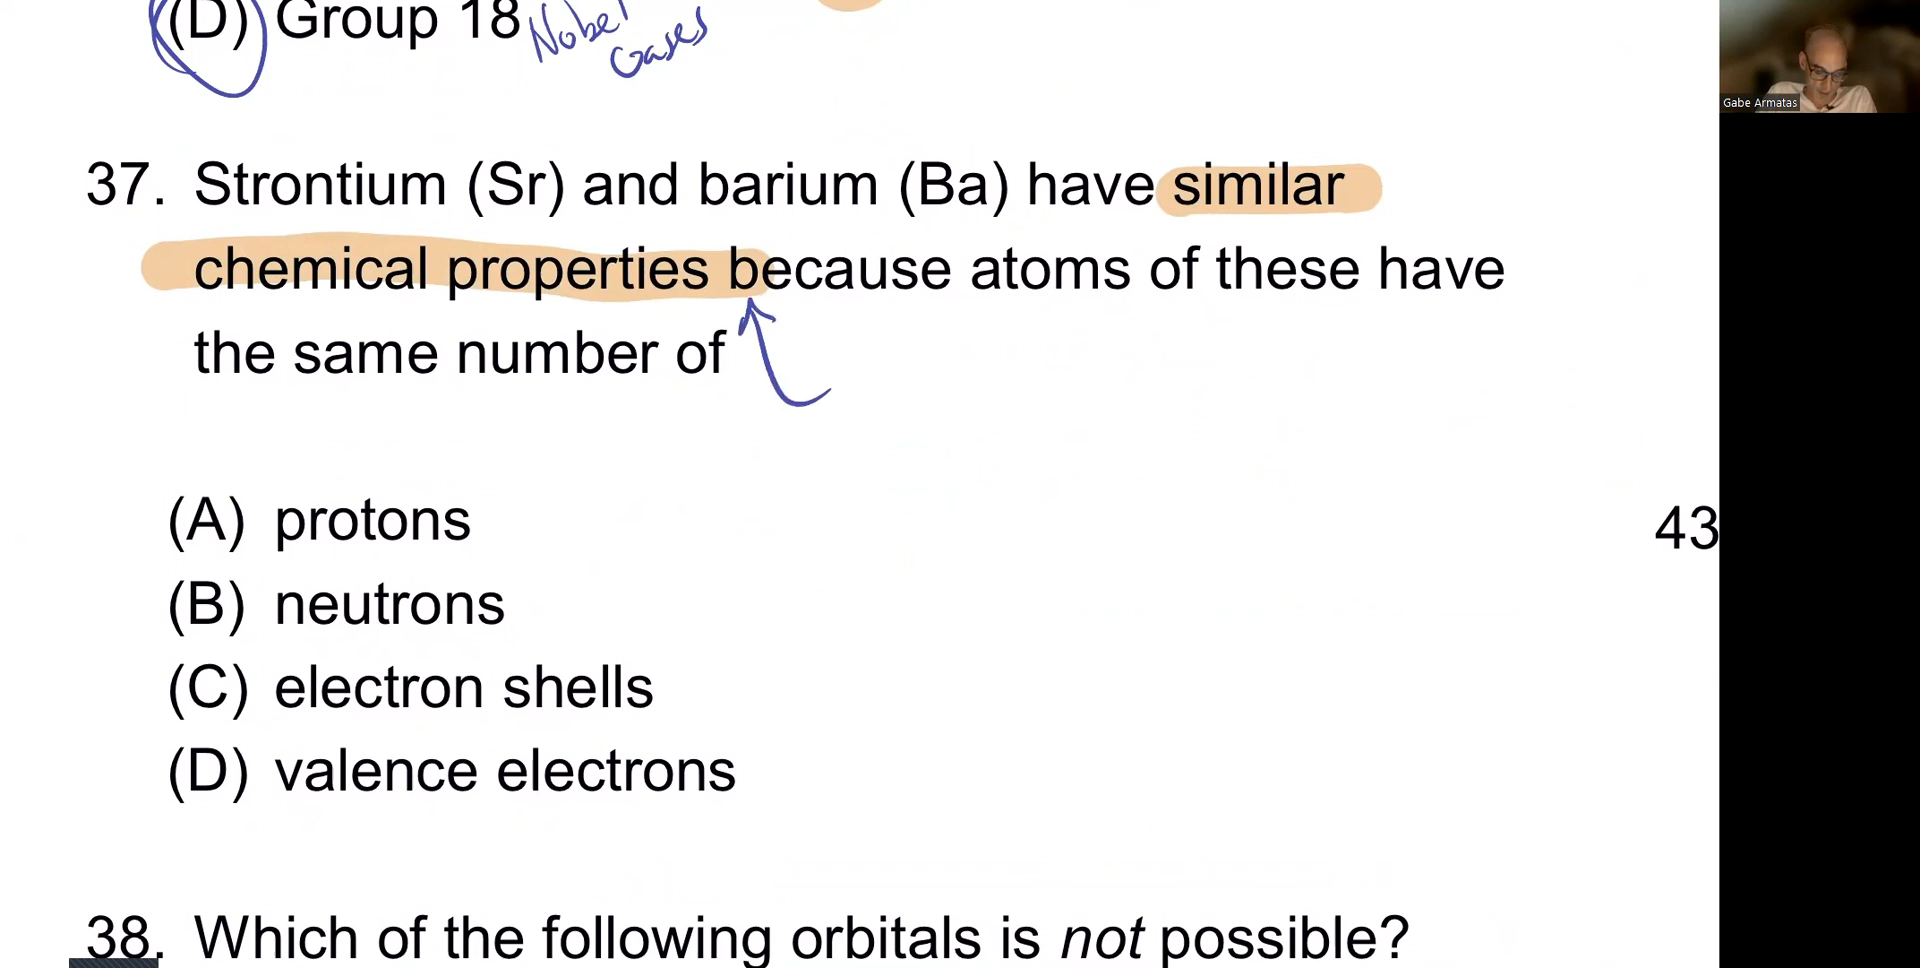 (D) Group 18 Nobel
Gases
Gabe Armatas
37. Strontium (Sr) and barium (Ba) have similar
chemical properties because atoms of these have
the same number of
(A) protons
43
(B) neutrons
(C) electron shells
(D) valence electrons
38. Which of the following orbitals is not possible?